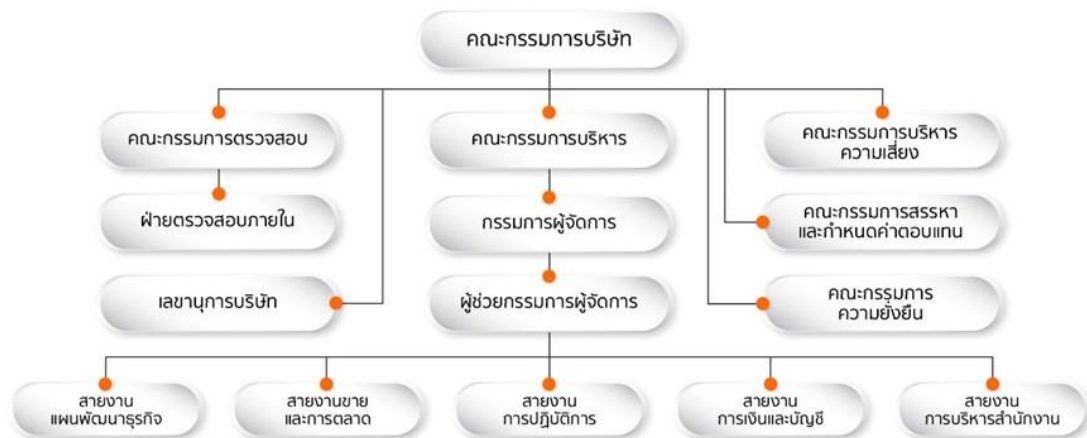 คณะกรรมการบริษัท
คณะกรรมการตรวจสอบ
คณะกรรมการบริหาร
คณะกรรมการบริหาร
ความเสี่ยง
ฝ่ายตรวจสอบภายใน
กรรมการผู้จัดการ
คณะกรรมการสรรหา
และกำหนดค่าตอบแทน
เลขานุการบริษัท
ผู้ช่วยกรรมการผู้จัดการ
คณะกรรมการ
ความยั่งยืน
สายงาน
แผนพัฒนาธุรกิจ
สายงานขาย
และการตลาด
สายงาน
การปฏิบัติการ
สายงาน
การเงินและบัญชี
สายงาน
การบริหารสำนักงาน